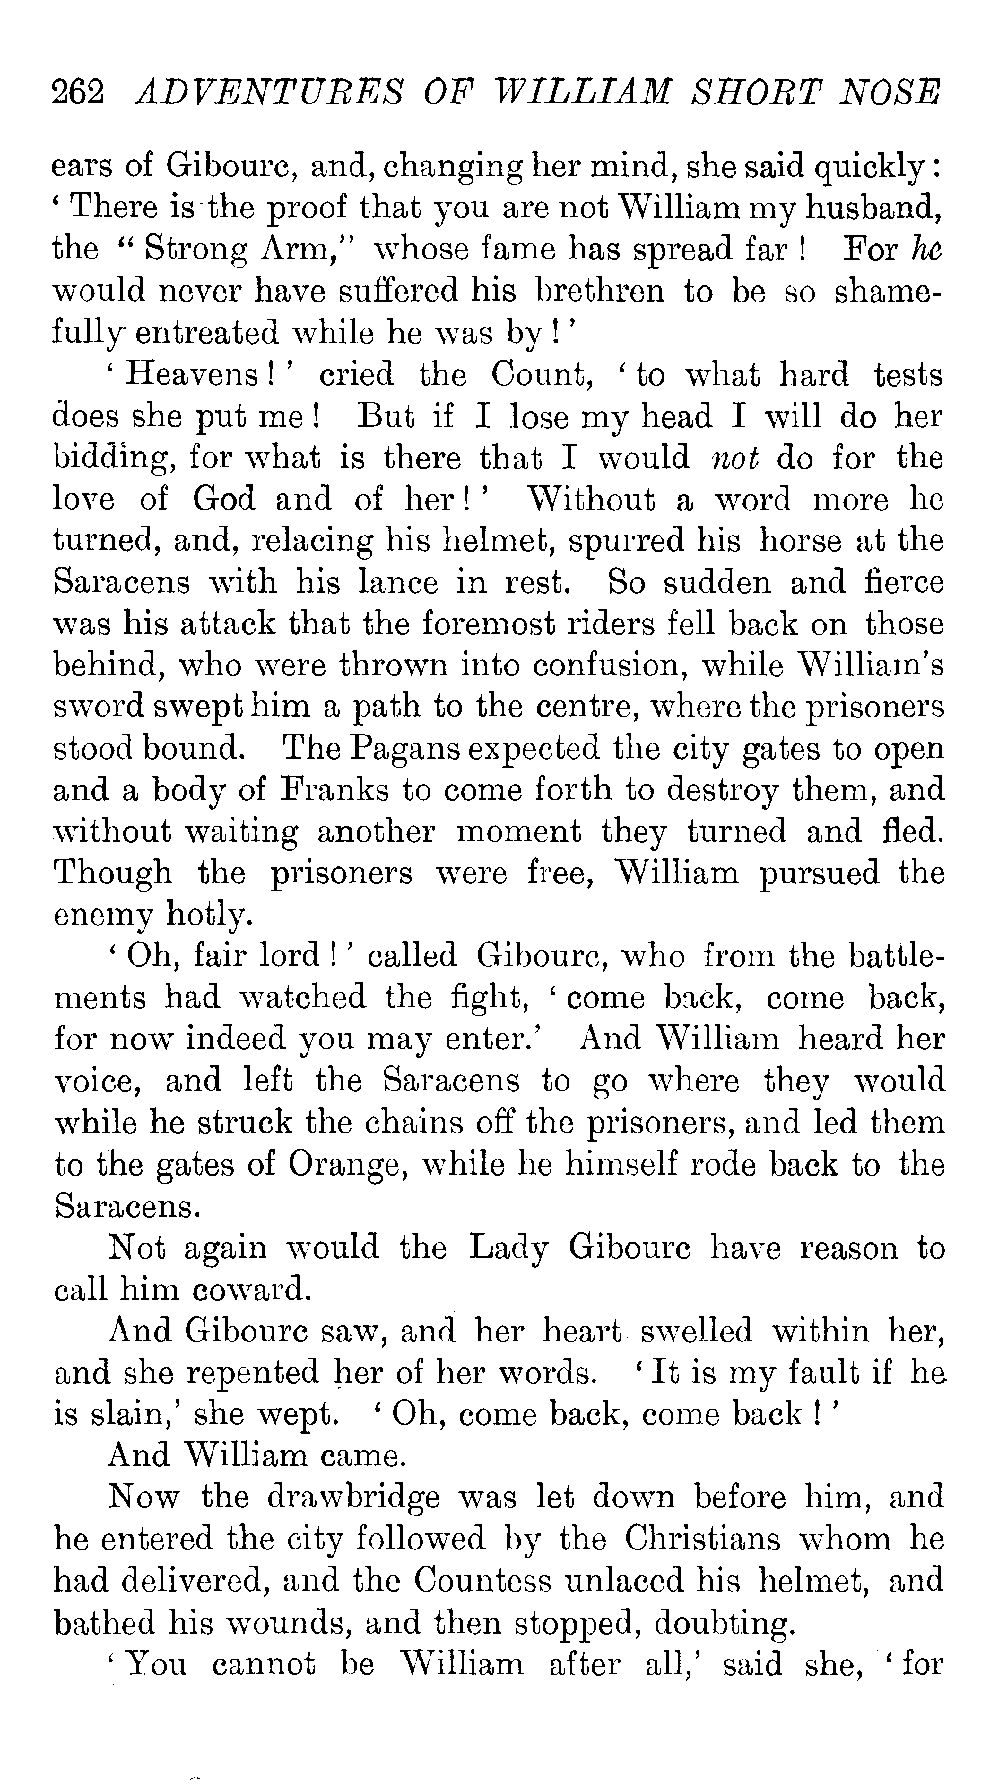 262 ADVENTURES OF WILLIAM SHORT NOSE
ears of Gibourc, and, changing her mind, she said quickly:
‘ There is the proof that you are not William my husband,
the “ Strong Arm,” whose fame has spread far ! For he
would never have suffered his brethren to be so shame-
fully entreated while he was by ! ’
‘ Heavens ! ’ cried the Count, ‘ to what hard tests
does she put me ! But if I lose my head I will do her
bidding, for what is there that I would not do for the
love of God and of her ! ’ Without a word more he
turned, and, relacing his helmet, spurred his horse at the
Saracens with his lance in rest. So sudden and fierce
was his attack that the foremost riders fell back on those
behind, who were thrown into confusion, while William’s
sword swept him a path to the centre, where the prisoners
stood bound. The Pagans expected the city gates to open
and a body of Franks to come forth to destroy them, and
without waiting another moment they turned and fled.
Though the prisoners were free, William pursued the
enemy hotly.
‘ Oh, fair lord ! ’ called Gibourc, who from the battle-
ments had watched the fight, ‘ come back, come back,
for now indeed you may enter.’ And William heard her
voice, and left the Saracens to go where they would
while he struck the chains off the prisoners, and led them
to the gates of Orange, while he himself rode back to the
Saracens.
Not again would the Lady Gibourc have reason to
call him coward.
And Gibourc saw, and her heart swelled within her,
and she repented her of her words. ‘ It is my fault if he
is slain,’ she wept. ‘ Oh, come back, come back ! ’
And William came.
Now the drawbridge was let down before him, and
he entered the city followed by the Christians whom he
had delivered, and the Countess unlaced his helmet, and
bathed his wounds, and then stopped, doubting.
‘ You cannot be William after all,’ said she, ‘ for